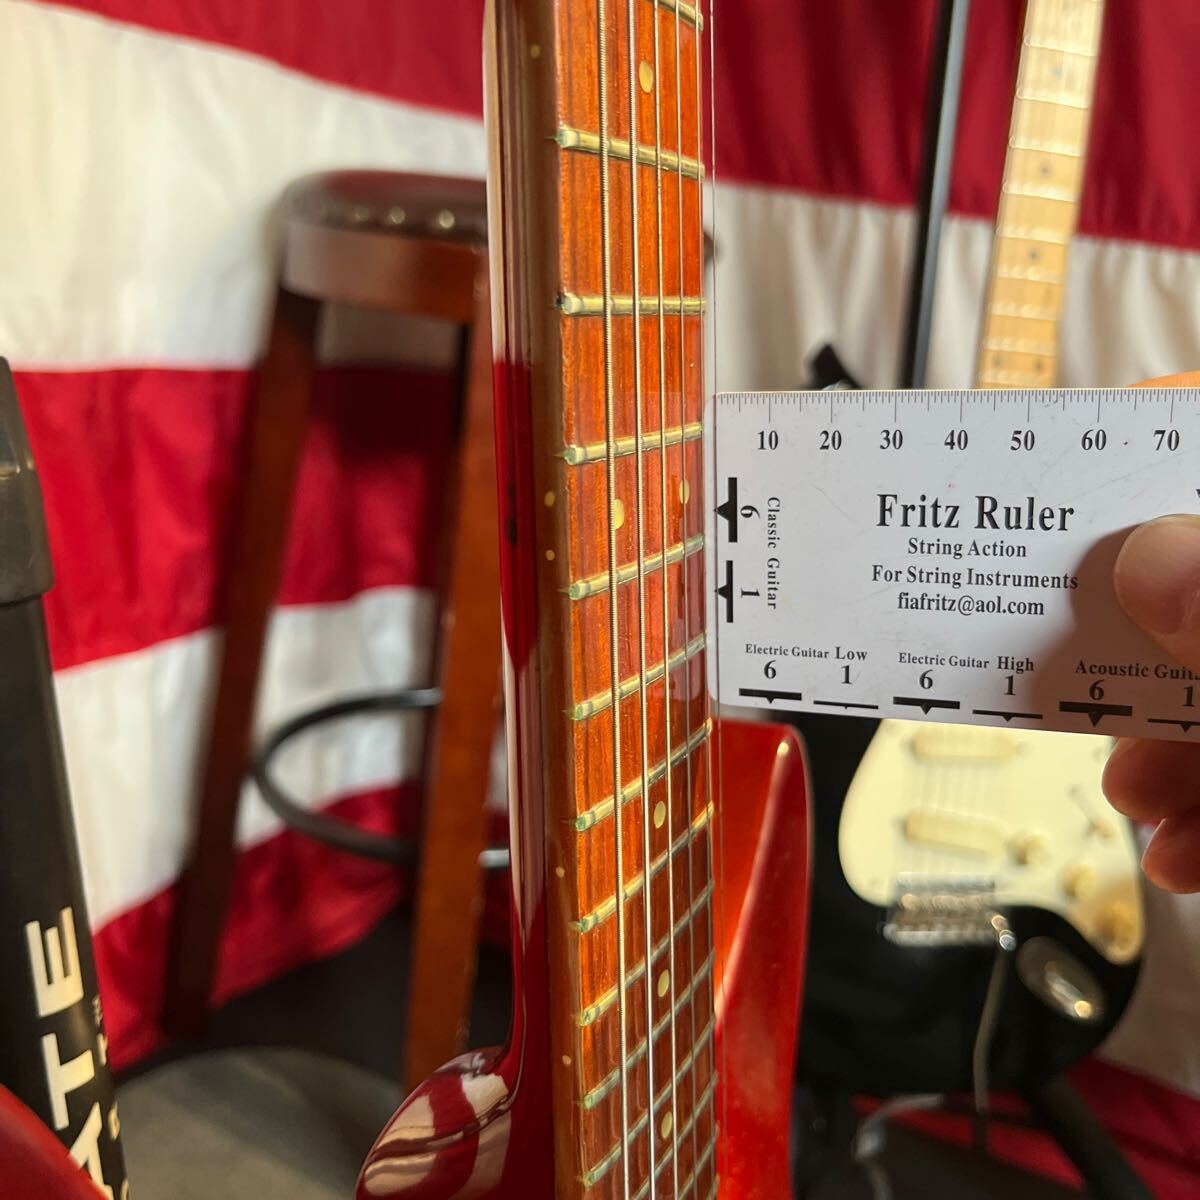 10 20 30 40 50 60 70
Fritz Ruler
String Action
For String Instruments
fiafritz@aol.com
Classic Guitar
6 1
Electric Guitar Low
6 1
Electric Guitar High
6 1
Acoustic Guita
6 1
ATE